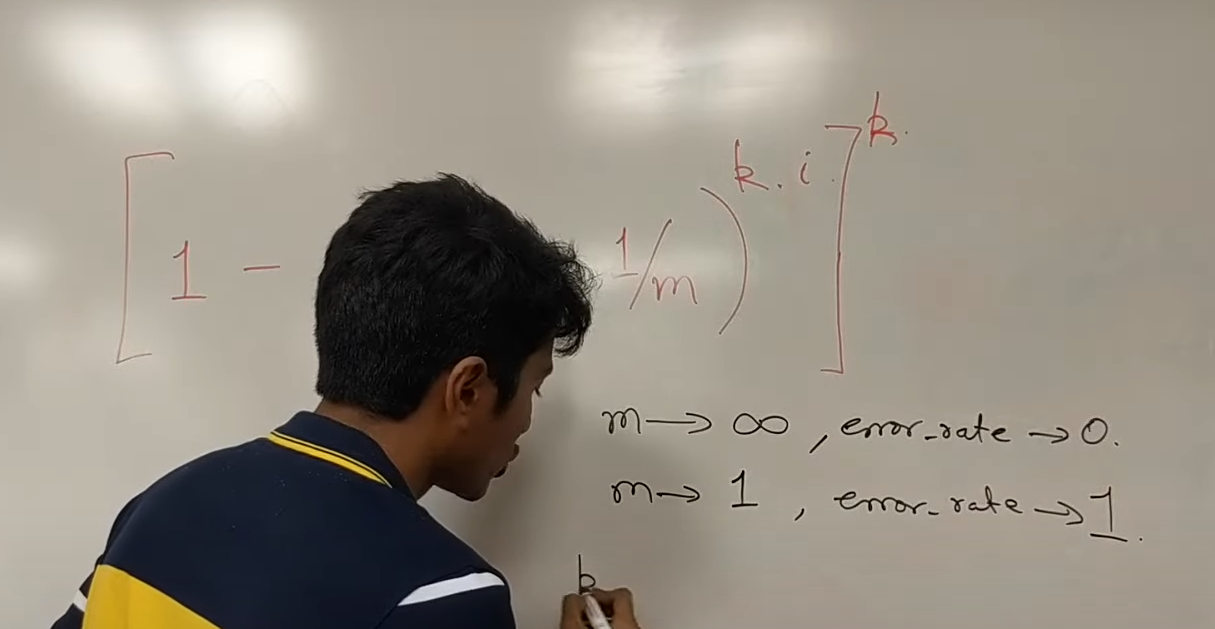 [ 1 - 1/m)^{k.i.} ]^{k.}
m → ∞, error_rate → 0.
m → 1, error_rate → 1.